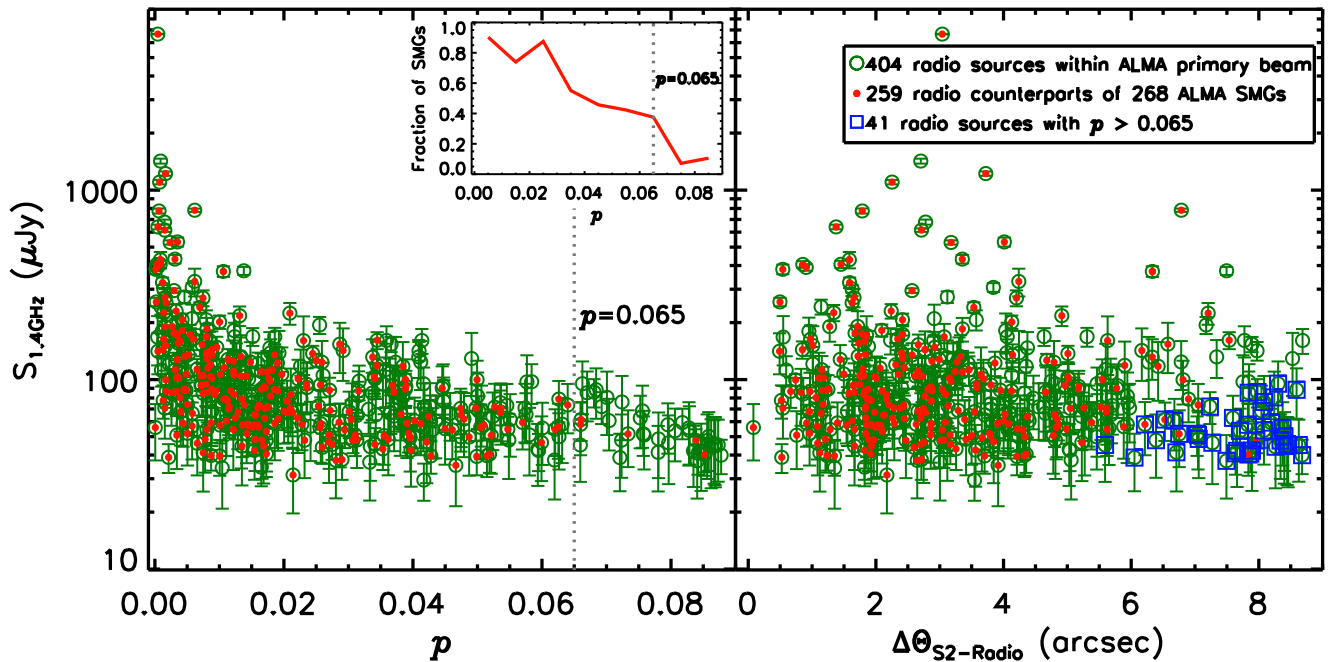 1.0
0.8
0.6
0.4
0.2
0.0
Fraction of SMGs
p=0.065
0.00 0.02 0.04 0.06 0.08
p
p=0.065
404 radio sources within ALMA primary beam
259 radio counterparts of 268 ALMA SMGs
41 radio sources with p > 0.065
1000
100
10
S1.4GHz (μJy)
0.00 0.02 0.04 0.06 0.08
p
0 2 4 6 8
ΔΘS2-Radio (arcsec)